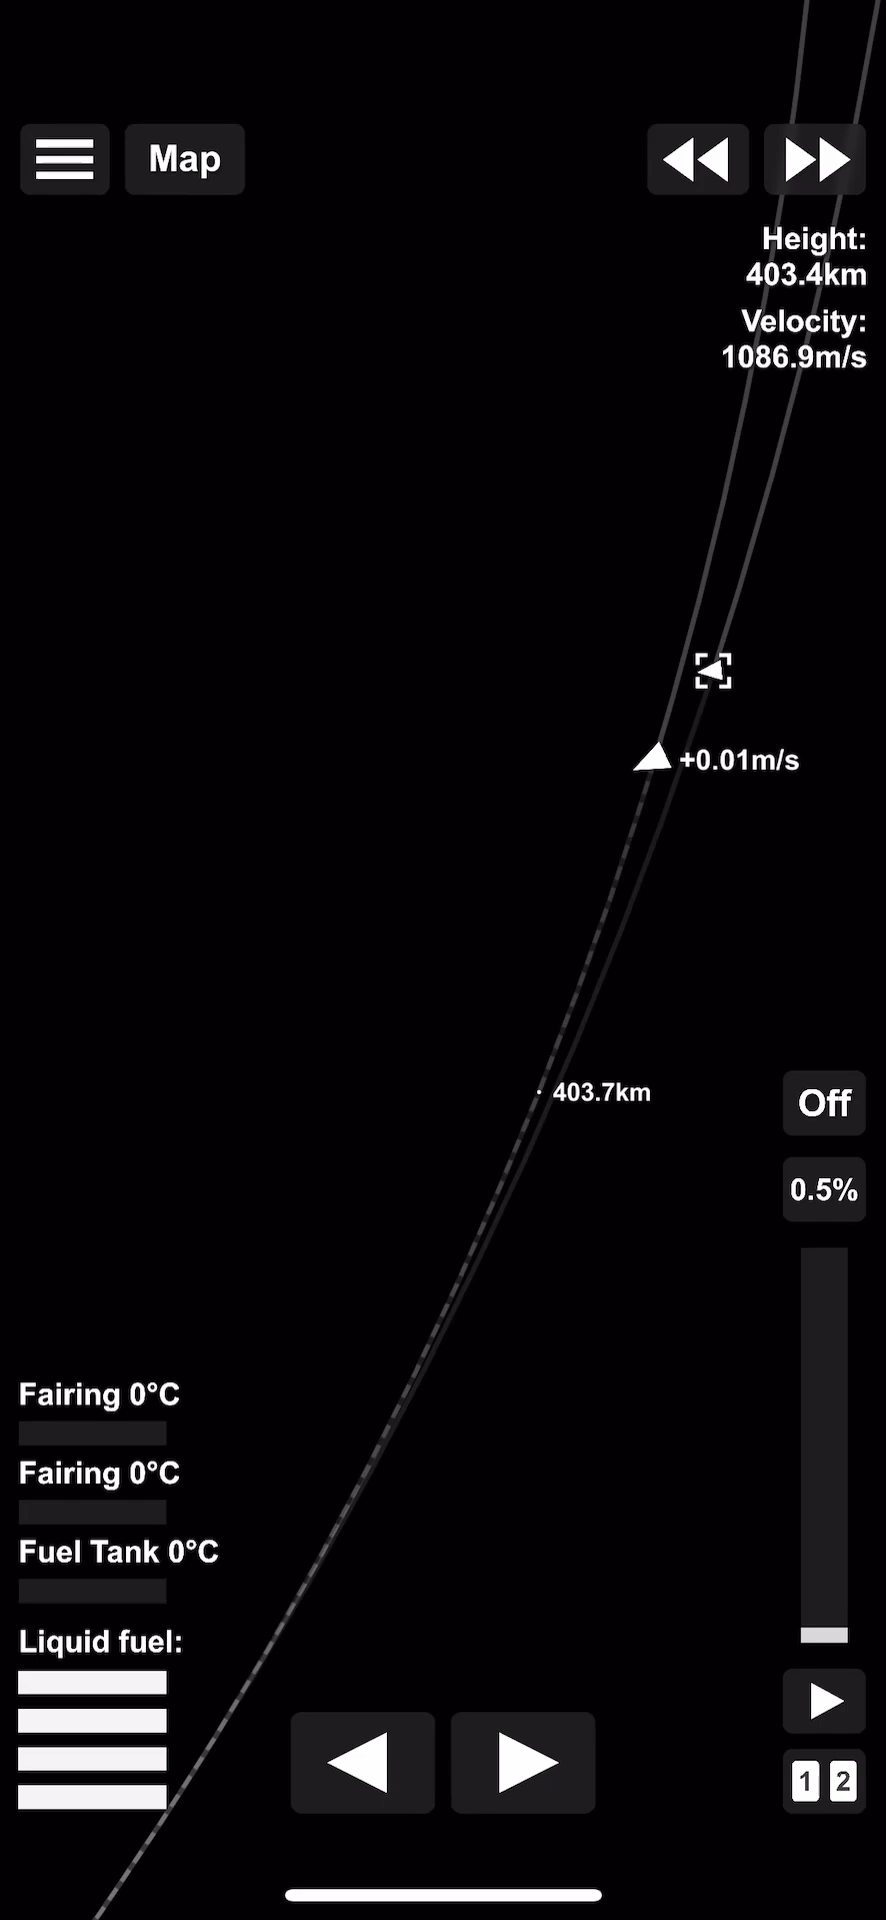 Map
Height:
403.4km
Velocity:
1086.9m/s
+0.01m/s
403.7km
Off
0.5%
Fairing 0°C
Fairing 0°C
Fuel Tank 0°C
Liquid fuel:
1 2